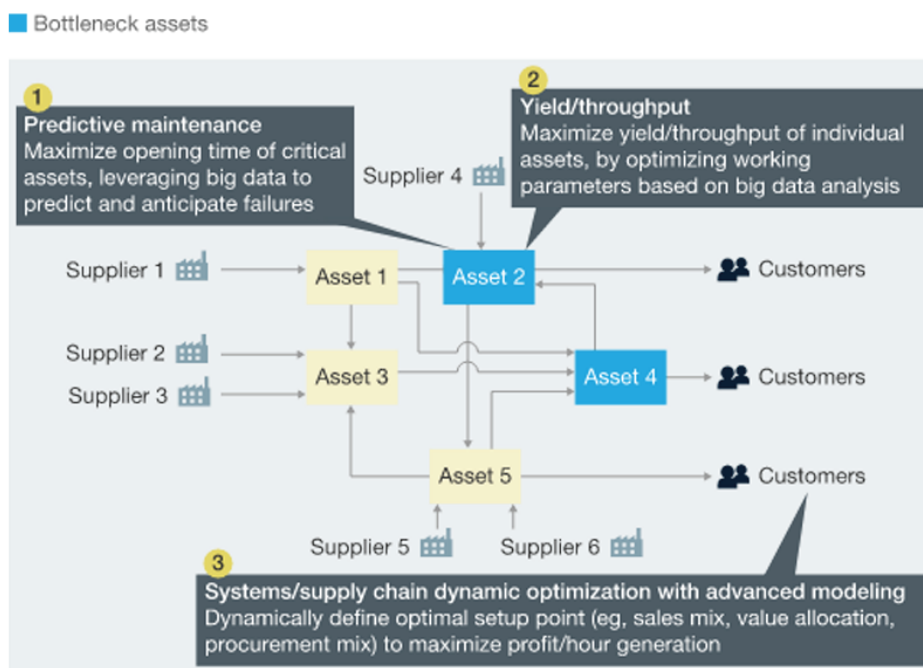 Bottleneck assets
1
Predictive maintenance
Maximize opening time of critical
assets, leveraging big data to
predict and anticipate failures
2
Yield/throughput
Maximize yield/throughput of individual
assets, by optimizing working
parameters based on big data analysis
Supplier 4
Supplier 1
Asset 1
Asset 2
Customers
Supplier 2
Supplier 3
Asset 3
Asset 4
Customers
Asset 5
Customers
Supplier 5
Supplier 6
3
Systems/supply chain dynamic optimization with advanced modeling
Dynamically define optimal setup point (eg, sales mix, value allocation,
procurement mix) to maximize profit/hour generation